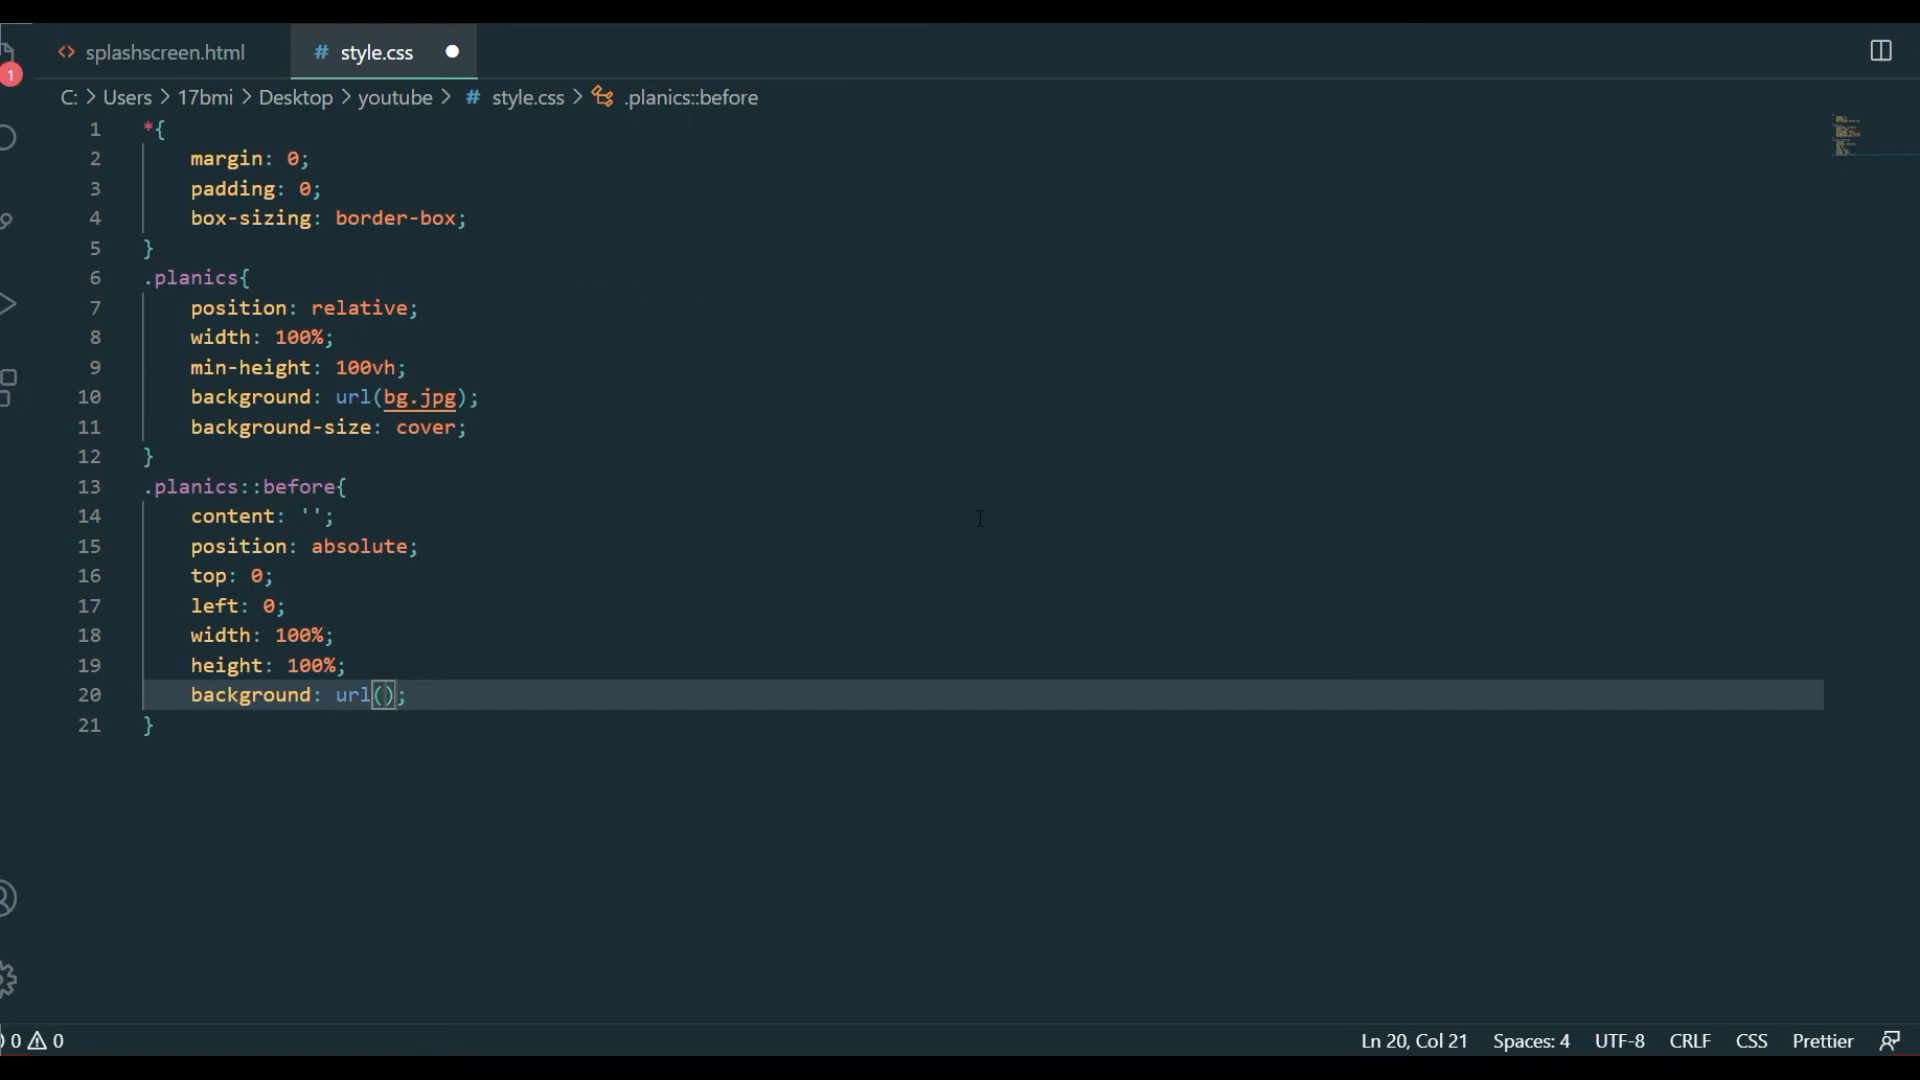 <> splashscreen.html # style.css
1
C: > Users > 17bmi > Desktop > youtube > # style.css > .planics::before
1 *{
2 margin: 0;
3 padding: 0;
4 box-sizing: border-box;
5 }
6 .planics{
7 position: relative;
8 width: 100%;
9 min-height: 100vh;
10 background: url(bg.jpg);
11 background-size: cover;
12 }
13 .planics::before{
14 content: '';
15 position: absolute;
16 top: 0;
17 left: 0;
18 width: 100%;
19 height: 100%;
20 background: url();
21 }
0 0 Ln 20, Col 21 Spaces: 4 UTF-8 CRLF CSS Prettier